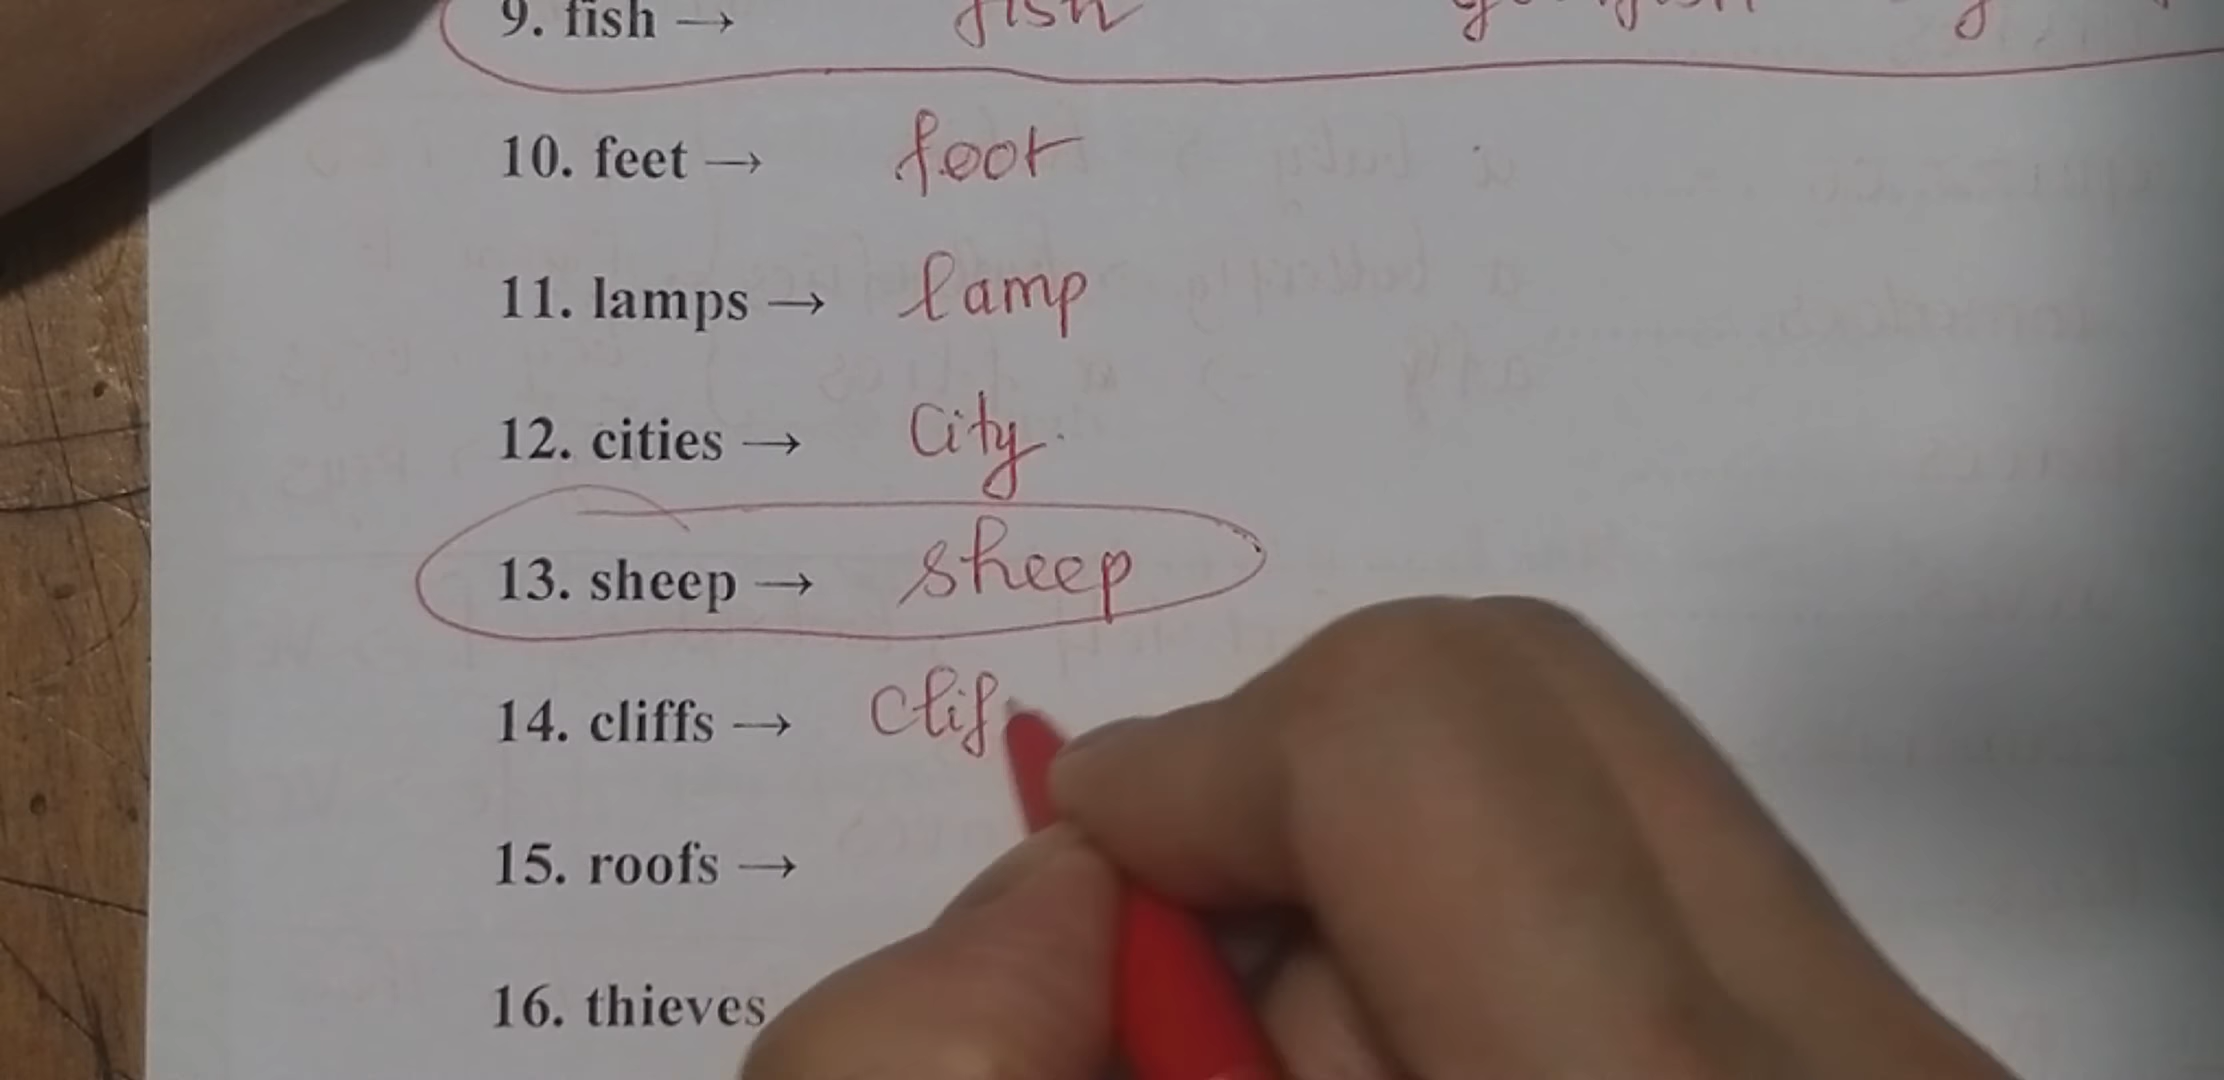 9. fish → fish
10. feet → foot
11. lamps → lamp
12. cities → City
13. sheep → sheep
14. cliffs → Clif
15. roofs →
16. thieves